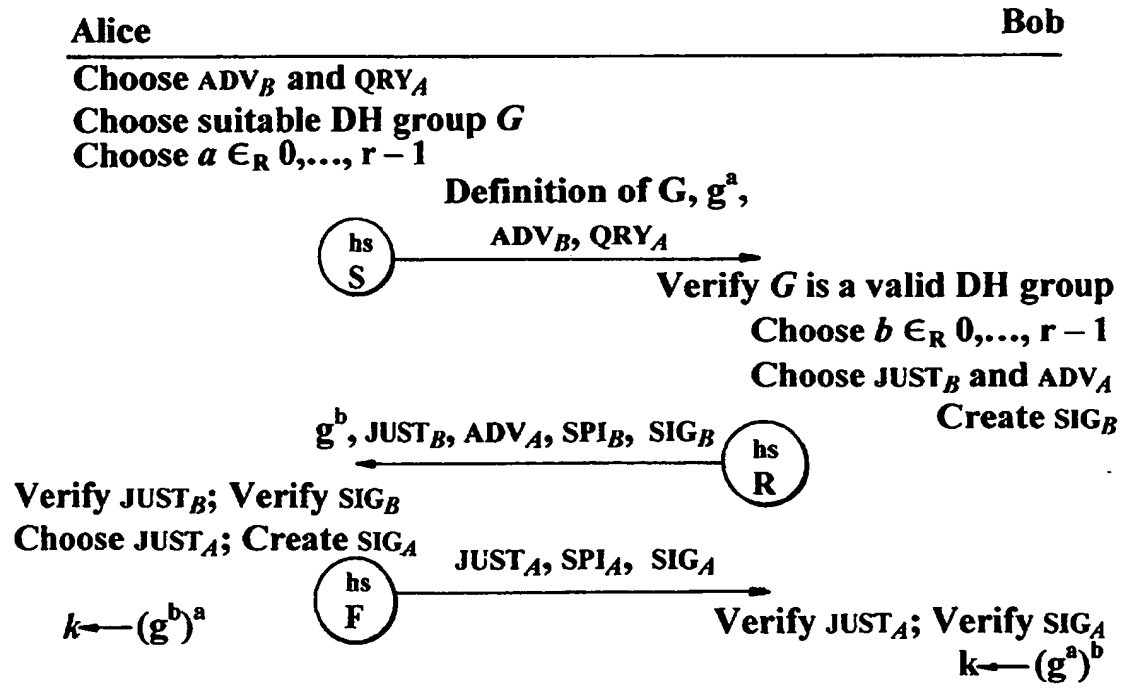 Alice
Bob
Choose ADV_B and QRY_A
Choose suitable DH group G
Choose a ∈_R 0,..., r – 1
Definition of G, g^a,
ADV_B, QRY_A
hs
S
Verify G is a valid DH group
Choose b ∈_R 0,..., r – 1
Choose JUST_B and ADV_A
Create SIG_B
g^b, JUST_B, ADV_A, SPI_B, SIG_B
hs
R
Verify JUST_B; Verify SIG_B
Choose JUST_A; Create SIG_A
JUST_A, SPI_A, SIG_A
hs
F
Verify JUST_A; Verify SIG_A
k ← (g^b)^a
k ← (g^a)^b